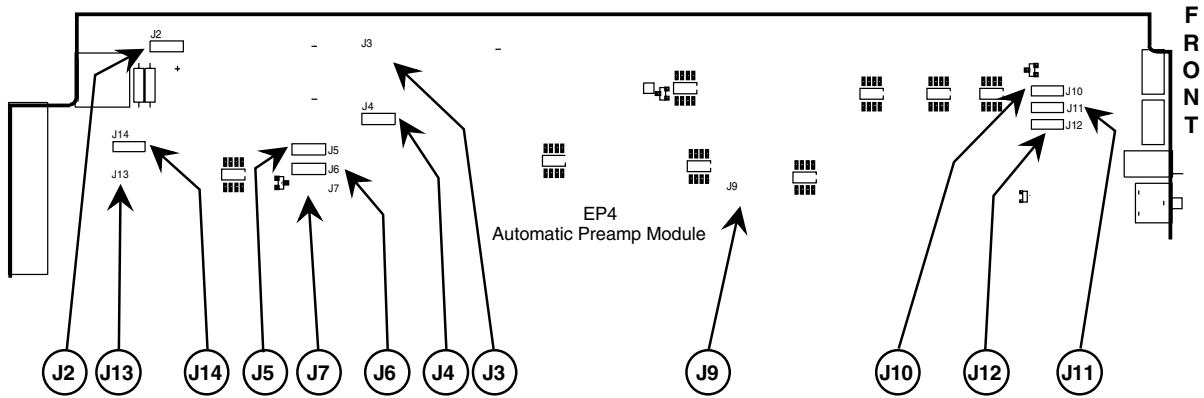 F
R
O
N
T
J2
J3
+
–
–
–
J4
J10
J11
J12
J14
J5
J6
J13
J7
J9
EP4
Automatic Preamp Module
J2
J13
J14
J5
J7
J6
J4
J3
J9
J10
J12
J11